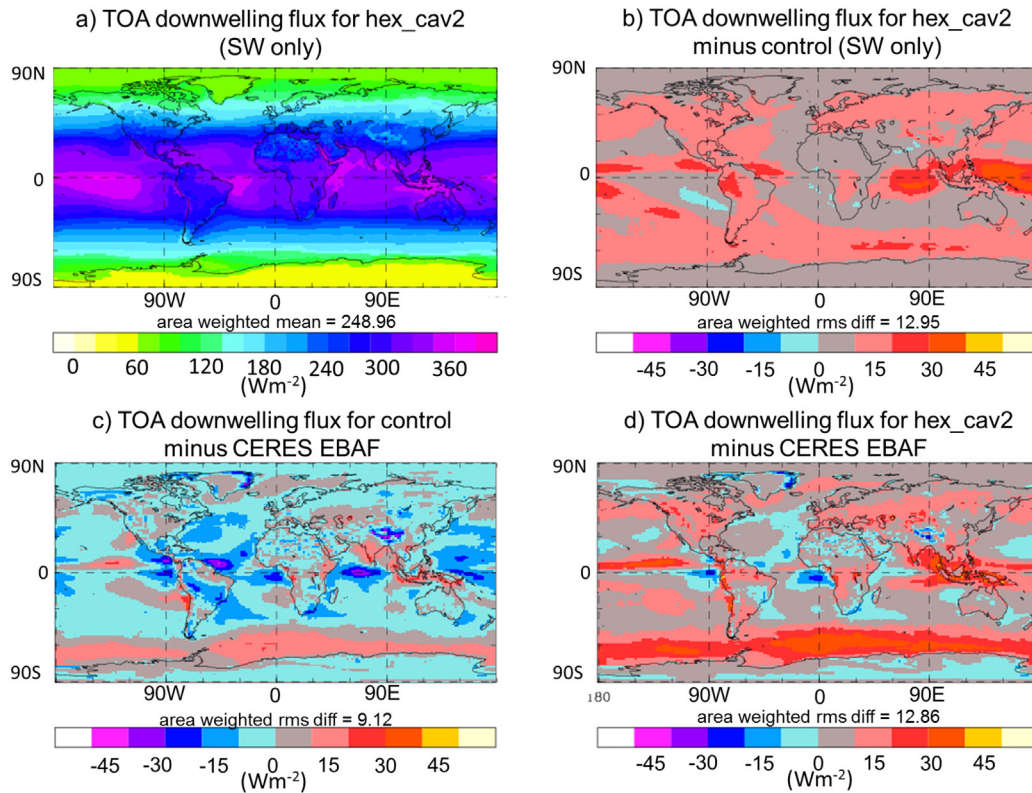 a) TOA downwelling flux for hex_cav2
(SW only)
90N
0
90S
90W
0
90E
area weighted mean = 248.96
0
60
120
180
240
300
360
(Wm-2)
b) TOA downwelling flux for hex_cav2
minus control (SW only)
90N
0
90S
90W
0
90E
area weighted rms diff = 12.95
-45
-30
-15
0
15
30
45
(Wm-2)
c) TOA downwelling flux for control
minus CERES EBAF
90N
0
90S
90W
0
90E
area weighted rms diff = 9.12
-45
-30
-15
0
15
30
45
(Wm-2)
d) TOA downwelling flux for hex_cav2
minus CERES EBAF
90N
0
90S
180
90W
0
90E
area weighted rms diff = 12.86
-45
-30
-15
0
15
30
45
(Wm-2)